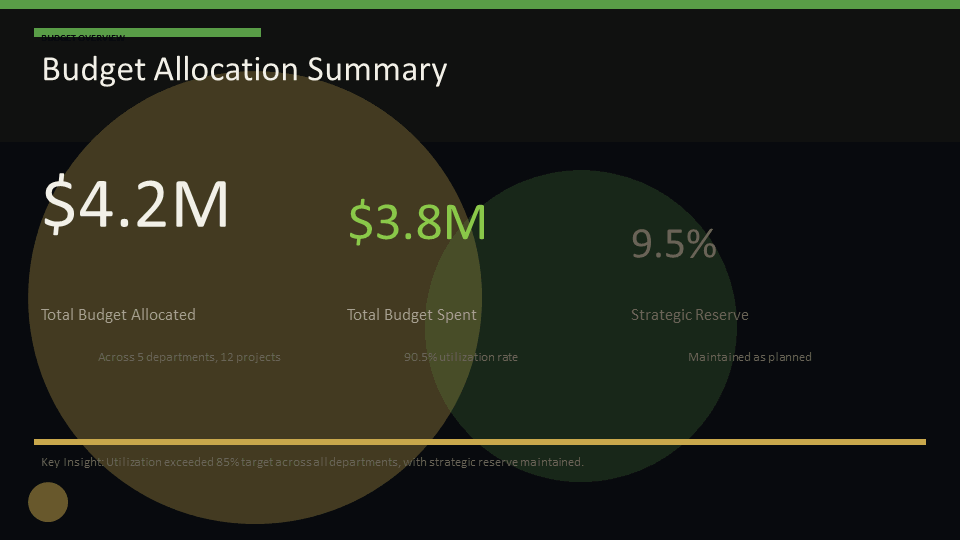 BUDGET OVERVIEW
Budget Allocation Summary
$4.2M
$3.8M
9.5%
Total Budget Allocated
Total Budget Spent
Strategic Reserve
Across 5 departments, 12 projects
90.5% utilization rate
Maintained as planned
Key Insight: Utilization exceeded 85% target across all departments, with strategic reserve maintained.